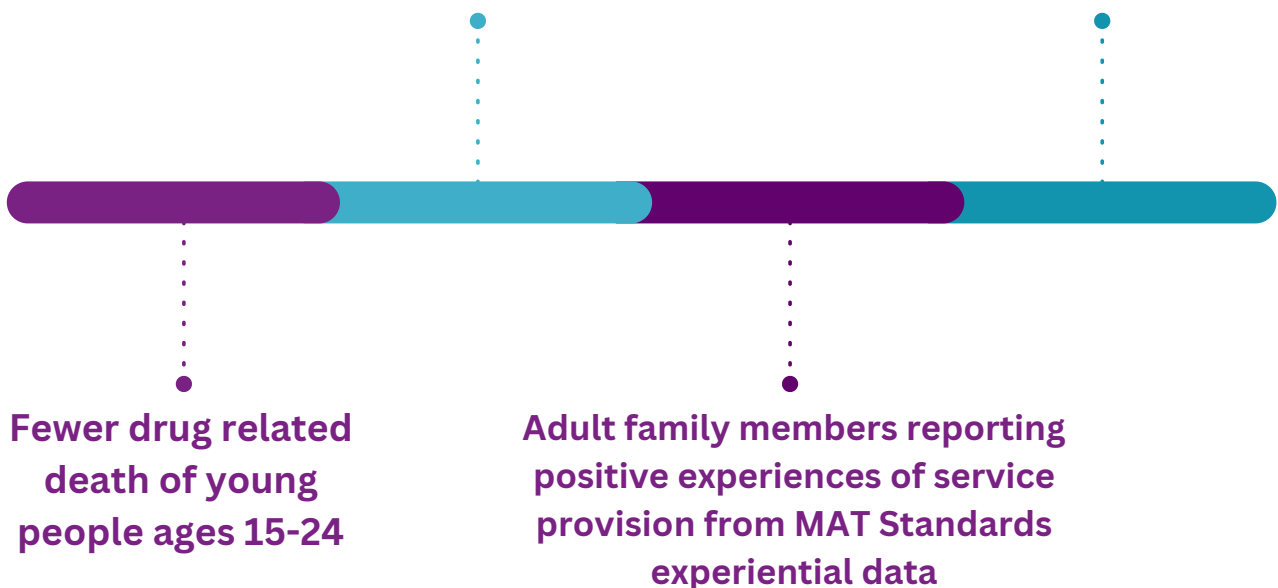 Fewer drug related
death of young
people ages 15-24
Adult family members reporting
positive experiences of service
provision from MAT Standards
experiential data